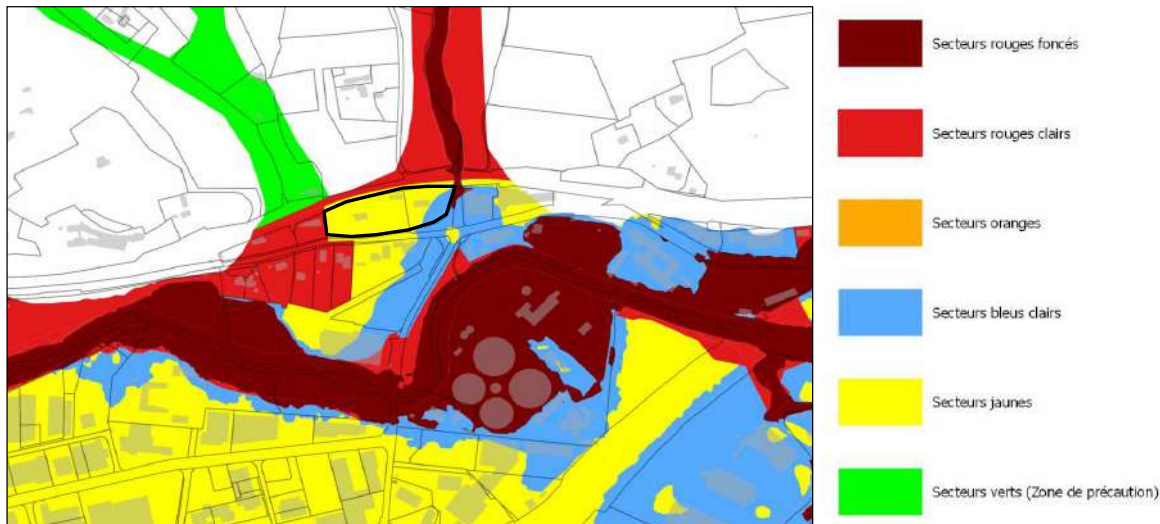 Secteurs rouges foncés
Secteurs rouges clairs
Secteurs oranges
Secteurs bleus clairs
Secteurs jaunes
Secteurs verts (Zone de précaution)